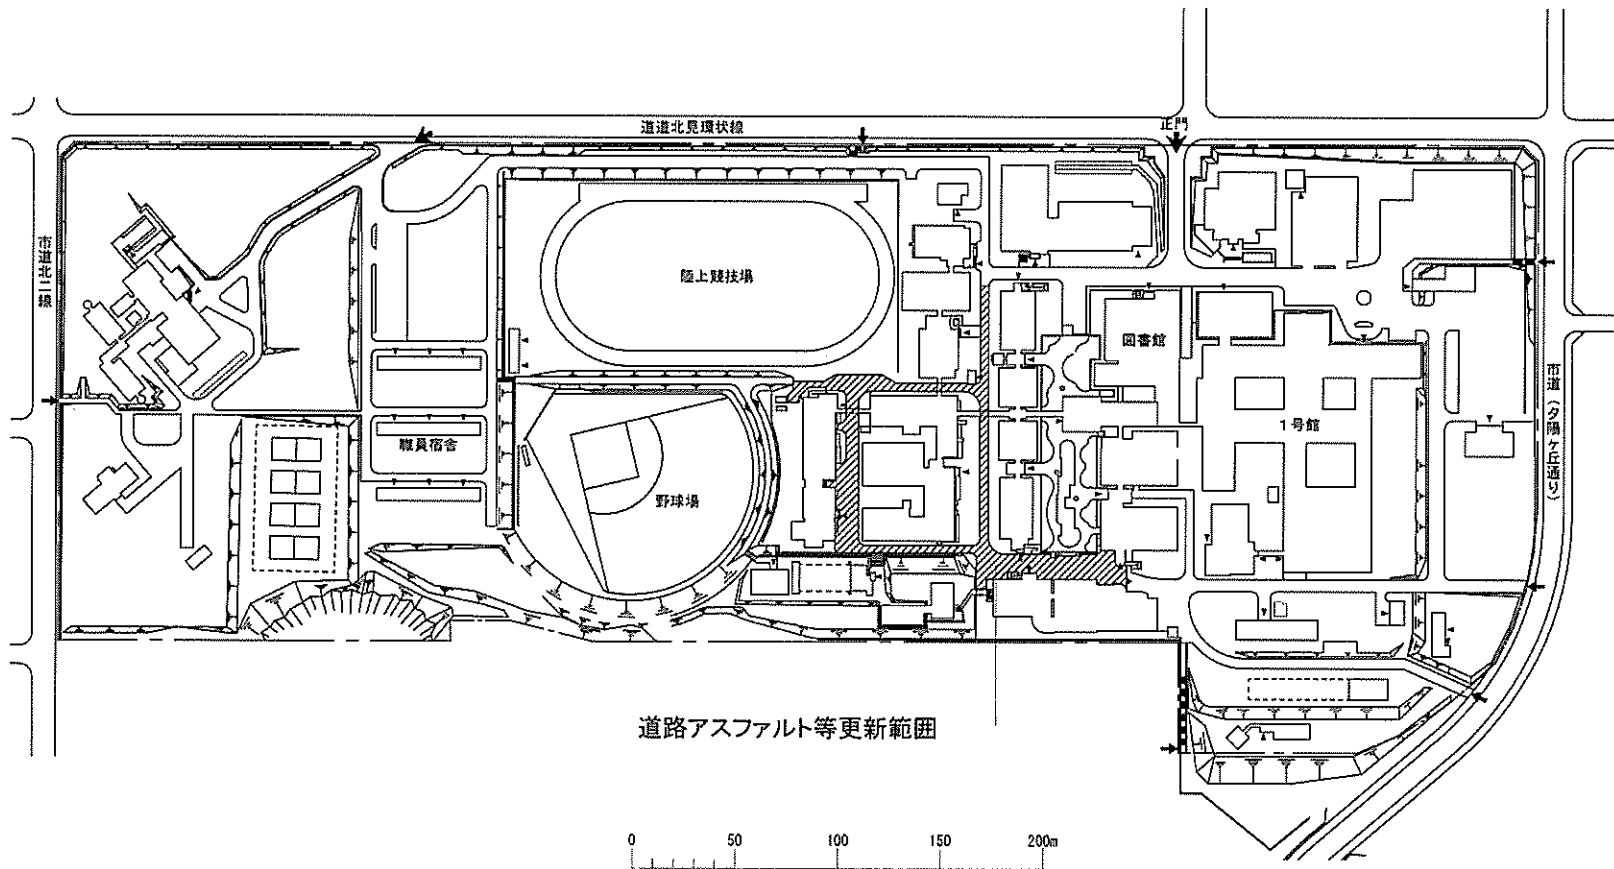 道道北見環状線
正門
市道北二線
陸上競技場
図書館
市道(夕陽ケ丘通り)
1号館
職員宿舎
野球場
道路アスファルト等更新範囲
0 50 100 150 200m